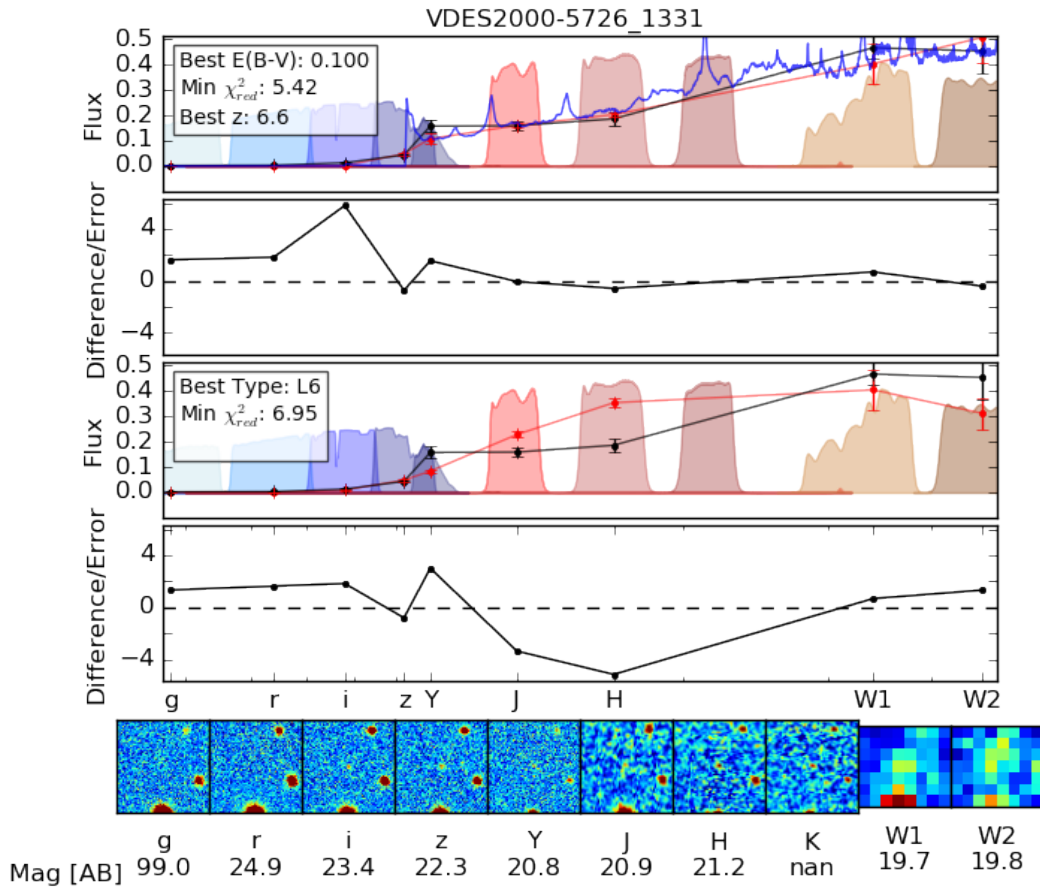 VDES2000-5726_1331
Flux
0.5
0.4
0.3
0.2
0.1
0.0
Best E(B-V): 0.100
Min χ²red: 5.42
Best z: 6.6
Difference/Error
4
0
−4
Flux
0.5
0.4
0.3
0.2
0.1
0.0
Best Type: L6
Min χ²red: 6.95
Difference/Error
4
0
−4
g r i z Y J H W1 W2
g r i z Y J H K W1 W2
Mag [AB] 99.0 24.9 23.4 22.3 20.8 20.9 21.2 nan 19.7 19.8